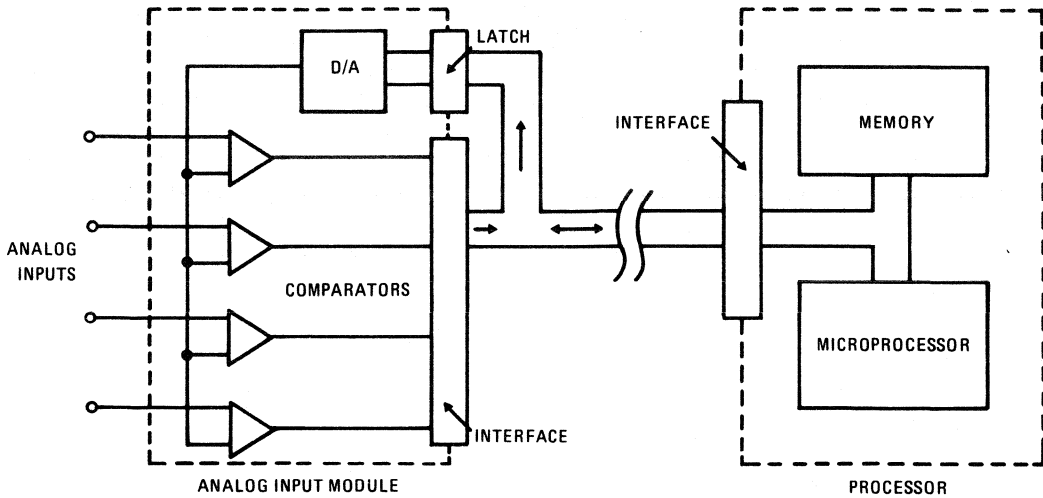 LATCH
D/A
INTERFACE
MEMORY
ANALOG
INPUTS
COMPARATORS
MICROPROCESSOR
INTERFACE
ANALOG INPUT MODULE
PROCESSOR